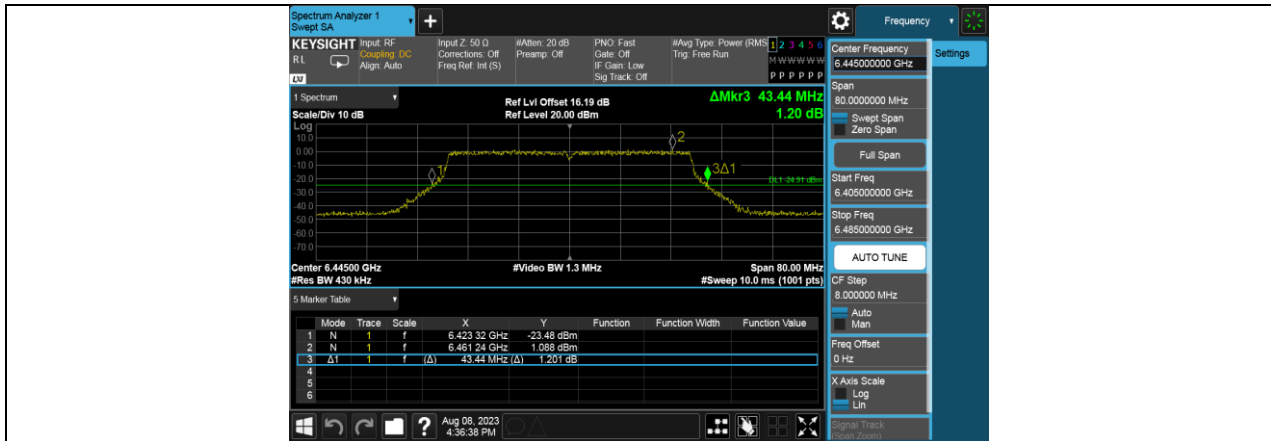 Spectrum Analyzer 1
Swept SA
Frequency
KEYSIGHT
RL
LXI
Input: RF
Coupling: DC
Align: Auto
Input Z: 50 Ω
Corrections: Off
Freq Ref: Int (S)
#Atten: 20 dB
Preamp: Off
PNO: Fast
Gate: Off
IF Gain: Low
Sig Track: Off
#Avg Type: Power (RMS
Trig: Free Run
1 2 3 4 5 6
M W W W W W
P P P P P P
1 Spectrum
Scale/Div 10 dB
Ref Lvl Offset 16.19 dB
Ref Level 20.00 dBm
ΔMkr3 43.44 MHz
1.20 dB
Log
10.0
0.00
-10.0
-20.0
-30.0
-40.0
-50.0
-60.0
-70.0
1
2
3Δ1
DL1 -24.91 dBm
Center 6.44500 GHz
#Res BW 430 kHz
#Video BW 1.3 MHz
Span 80.00 MHz
#Sweep 10.0 ms (1001 pts)
5 Marker Table
Mode Trace Scale X Y Function Function Width Function Value
1 N 1 f 6.423 32 GHz -23.48 dBm
2 N 1 f 6.461 24 GHz 1.088 dBm
3 Δ1 1 f (Δ) 43.44 MHz (Δ) 1.201 dB
4
5
6
Aug 08, 2023
4:36:38 PM
Center Frequency
6.445000000 GHz
Settings
Span
80.0000000 MHz
Swept Span
Zero Span
Full Span
Start Freq
6.405000000 GHz
Stop Freq
6.485000000 GHz
AUTO TUNE
CF Step
8.000000 MHz
Auto
Man
Freq Offset
0 Hz
X Axis Scale
Log
Lin
Signal Track
(Span Zoom)